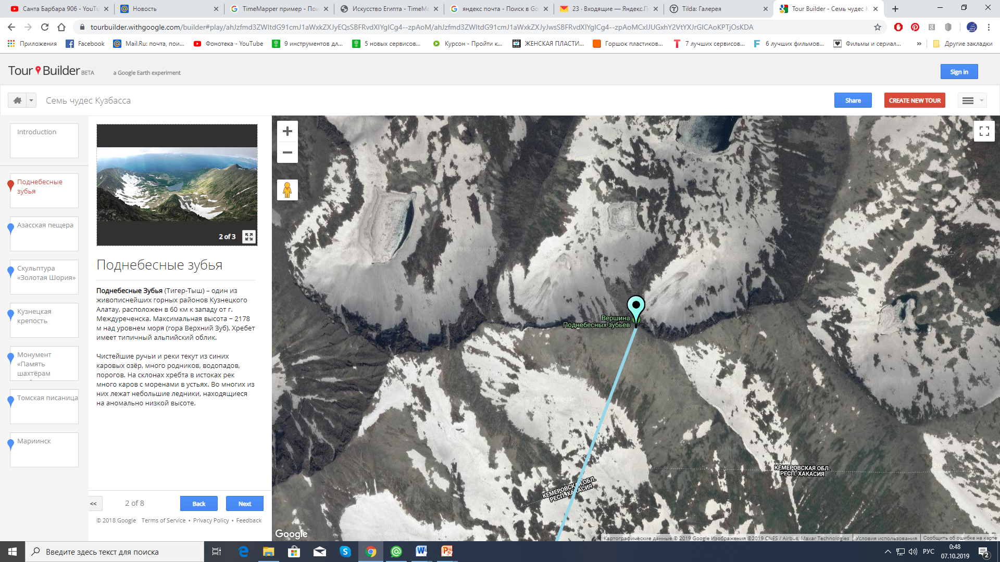 Санта Барбара 906 - YouTu
Новость
TimeMapper пример - Пои
Искусство Египта - TimeMa
яндекс почта - Поиск в Go
23 · Входящие — Яндекс.П
Tilda: Галерея
Tour Builder - Семь чудес К
tourbuilder.withgoogle.com/builder#play/ahJzfmd3ZWItdG91cmJ1aWxkZXJyEQsSBFRvdXIYgICg4--zpAoM/ahJzfmd3ZWItdG91cmJ1aWxkZXJyJwsSBFRvdXIYgICg4--zpAoMCxIJUGxhY2VtYXJrGICAoKPTjOsKDA
Приложения
Facebook
Mail.Ru: почта, пои...
Фонотека - YouTube
9 инструментов дл...
5 новых сервисов...
Курсон - Пройти к...
ЖЕНСКАЯ ПЛАСТИ...
Горшок пластиков...
7 лучших сервисов...
6 лучших фильмов...
Фильмы и сериал...
»
Другие закладки
Tour Builder BETA
a Google Earth experiment
Sign in
Семь чудес Кузбасса
Share
CREATE NEW TOUR
Introduction
Поднебесные
зубья
Азасская пещера
Скульптура
«Золотая Шория»
Кузнецкая
крепость
Монумент
«Память
шахтёрам
Томская писаница
Мариинск
2 of 3
Поднебесные зубья
Поднебесные Зубья (Тигер-Тыш) – один из
живописнейших горных районов Кузнецкого
Алатау, расположен в 60 км к западу от г.
Междуреченска. Максимальная высота – 2178
м над уровнем моря (гора Верхний Зуб). Хребет
имеет типичный альпийский облик.
Чистейшие ручьи и реки текут из синих
каровых озёр, много родников, водопадов,
порогов. На склонах хребта в истоках рек
много каров с моренами в устьях. Во многих из
них лежат небольшие ледники, находящиеся
на аномально низкой высоте.
<<
2 of 8
Back
Next
© 2018 Google Terms of Service • Privacy Policy • Feedback
Вершина
Поднебесных зубьев
КЕМЕРОВСКАЯ ОБЛ.
РЕСП. ХАКАСИЯ
КЕМЕРОВСКАЯ ОБЛ.
РЕСП. ХАКАСИЯ
Google
Картографические данные © 2019 Google Изображения ©2019 CNES / Airbus, Maxar Technologies
Условия использования
Сообщить об ошибке на карте
Введите здесь текст для поиска
РУС
0:48
07.10.2019
2